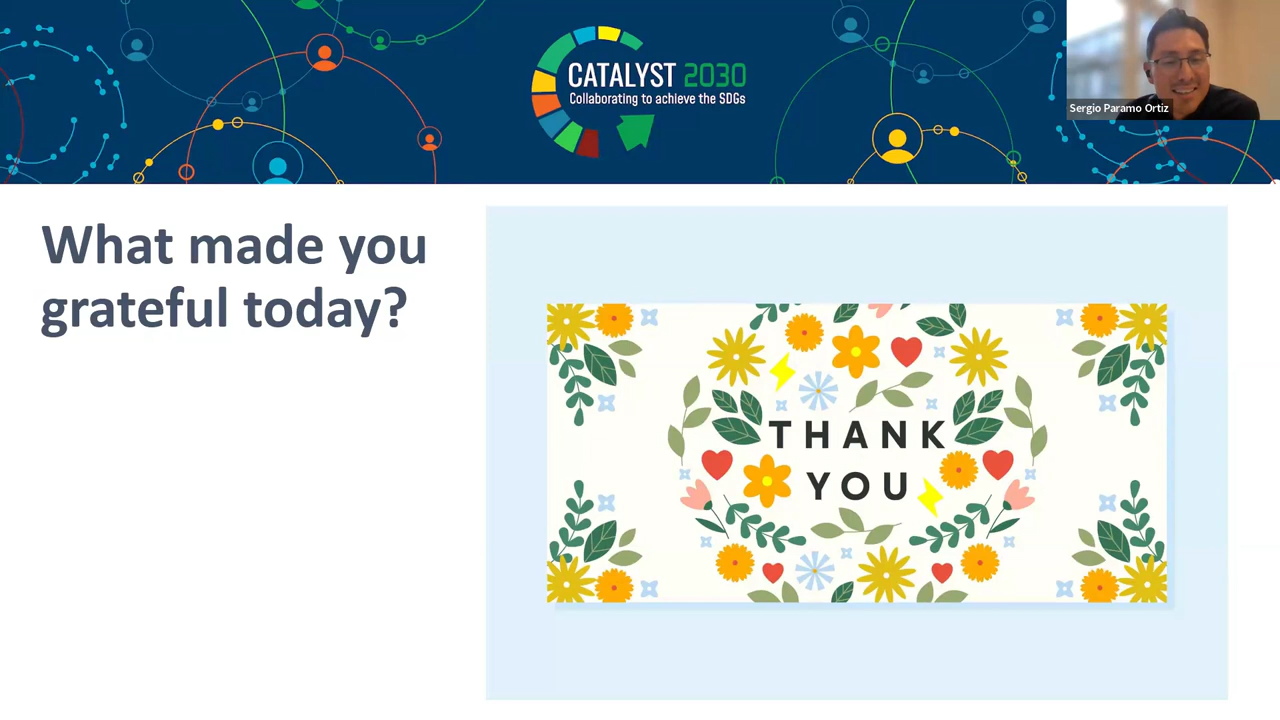 CATALYST 2030
Collaborating to achieve the SDGs
Sergio Paramo Ortiz
What made you
grateful today?
THANK
YOU